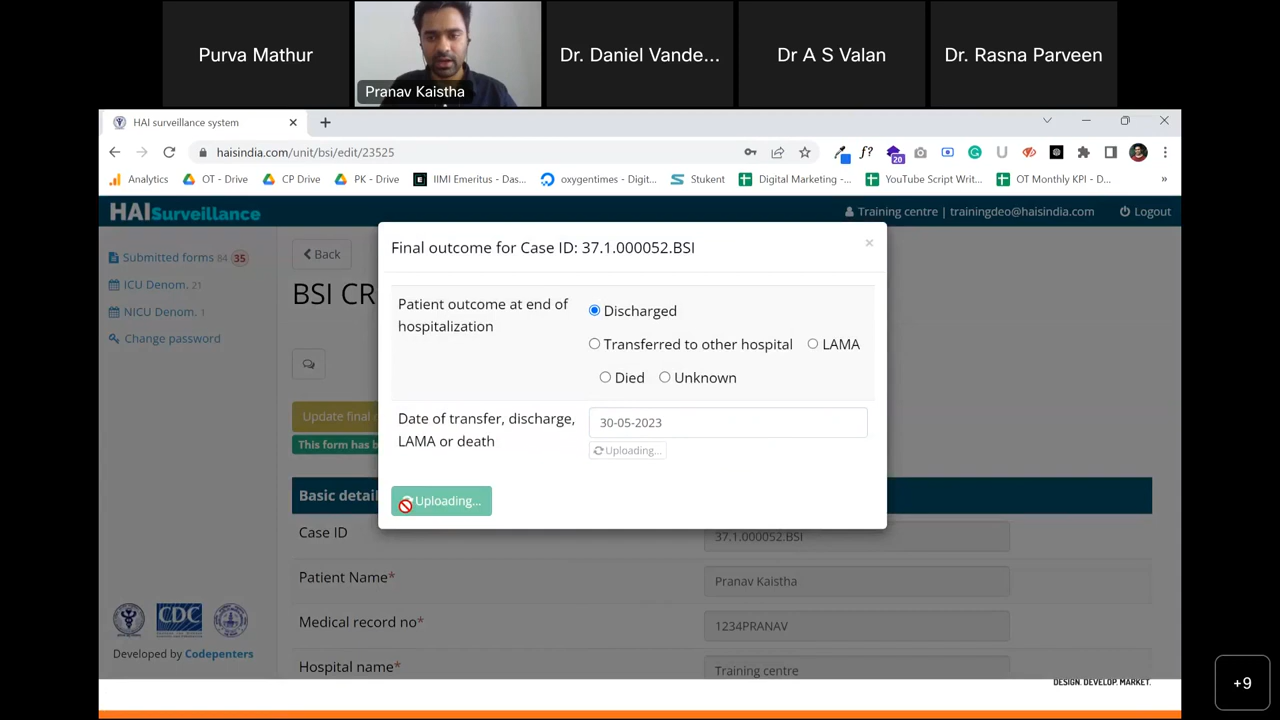 Purva Mathur
Pranav Kaistha
Dr. Daniel Vande...
Dr A S Valan
Dr. Rasna Parveen
HAI surveillance system
haisindia.com/unit/bsi/edit/23525
f?
20
Analytics
OT - Drive
CP Drive
PK - Drive
IIMI Emeritus - Das...
oxygentimes - Digit...
Stukent
Digital Marketing -...
YouTube Script Writ...
OT Monthly KPI - D...
»
HAISurveillance
Training centre | trainingdeo@haisindia.com
Logout
Submitted forms 84 35
ICU Denom. 21
NICU Denom. 1
Change password
Back
BSI CR
Update final
This form has b
Final outcome for Case ID: 37.1.000052.BSI
×
Patient outcome at end of
hospitalization
Discharged
Transferred to other hospital
LAMA
Died
Unknown
Date of transfer, discharge,
LAMA or death
30-05-2023
Uploading...
Uploading...
Basic detail
Case ID
37.1.000052.BSI
Patient Name*
Pranav Kaistha
Medical record no*
1234PRANAV
Hospital name*
Training centre
CDC
Developed by Codepenters
DESIGN. DEVELOP. MARKET.
+9